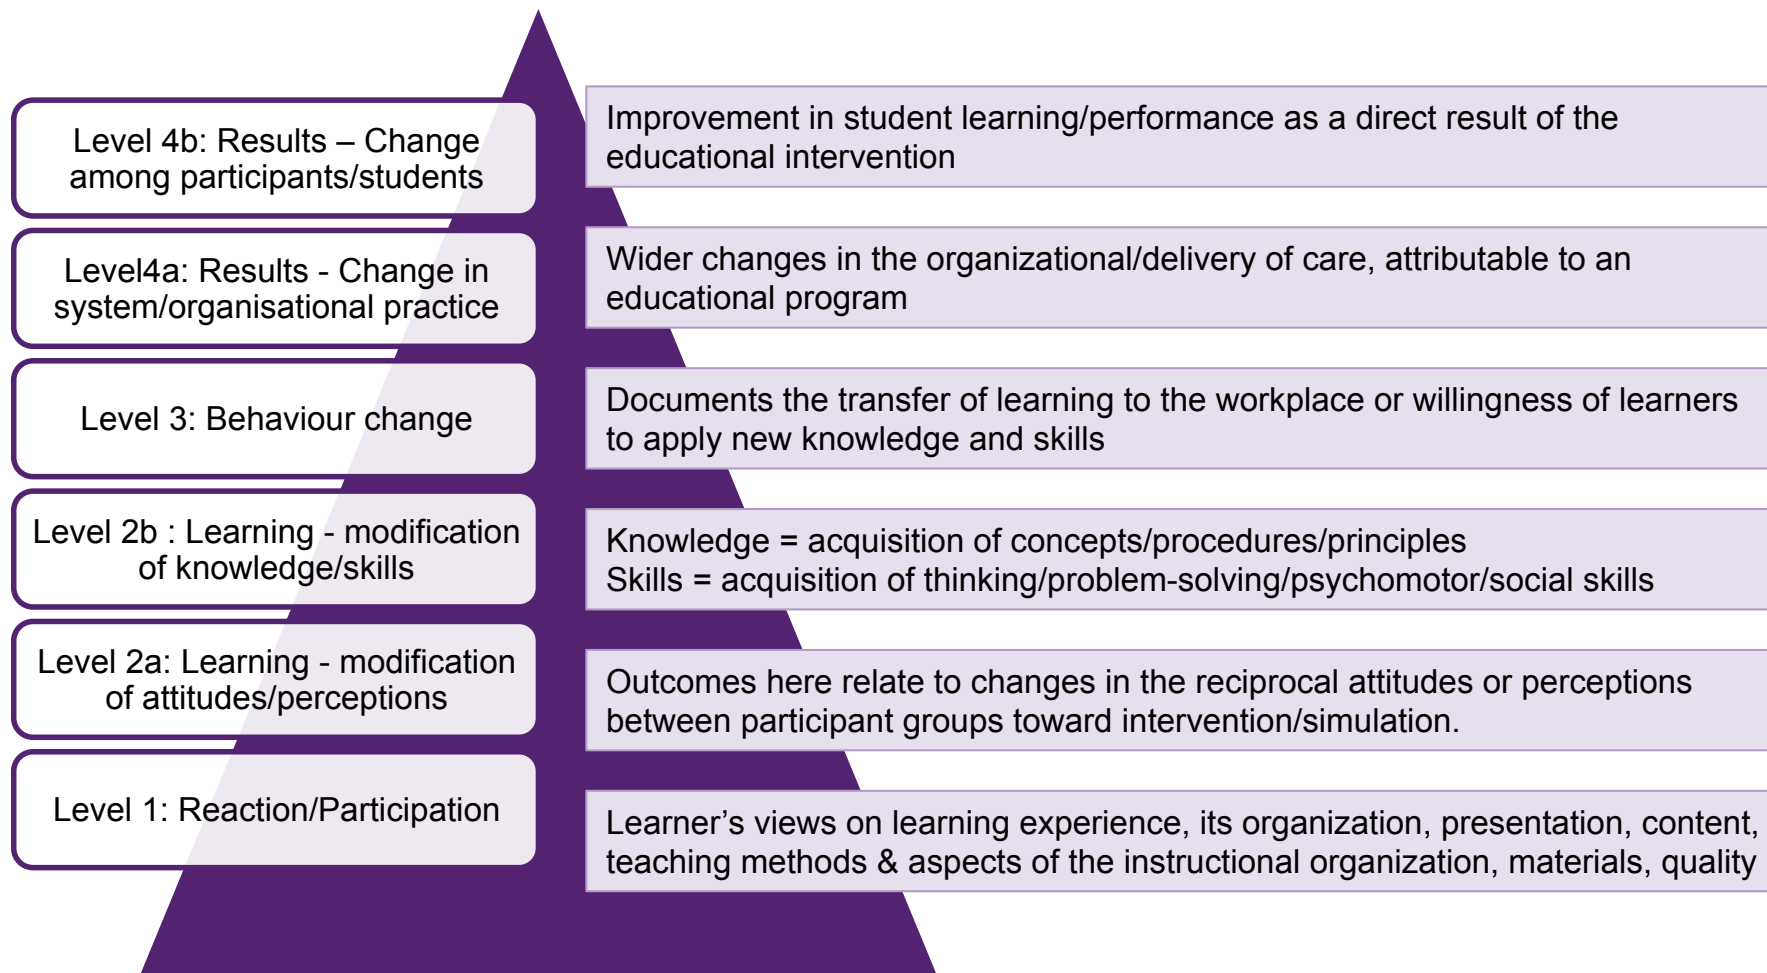 Level 4b: Results – Change
among participants/students
Improvement in student learning/performance as a direct result of the
educational intervention
Level4a: Results - Change in
system/organisational practice
Wider changes in the organizational/delivery of care, attributable to an
educational program
Level 3: Behaviour change
Documents the transfer of learning to the workplace or willingness of learners
to apply new knowledge and skills
Level 2b : Learning - modification
of knowledge/skills
Knowledge = acquisition of concepts/procedures/principles
Skills = acquisition of thinking/problem-solving/psychomotor/social skills
Level 2a: Learning - modification
of attitudes/perceptions
Outcomes here relate to changes in the reciprocal attitudes or perceptions
between participant groups toward intervention/simulation.
Level 1: Reaction/Participation
Learner’s views on learning experience, its organization, presentation, content,
teaching methods & aspects of the instructional organization, materials, quality